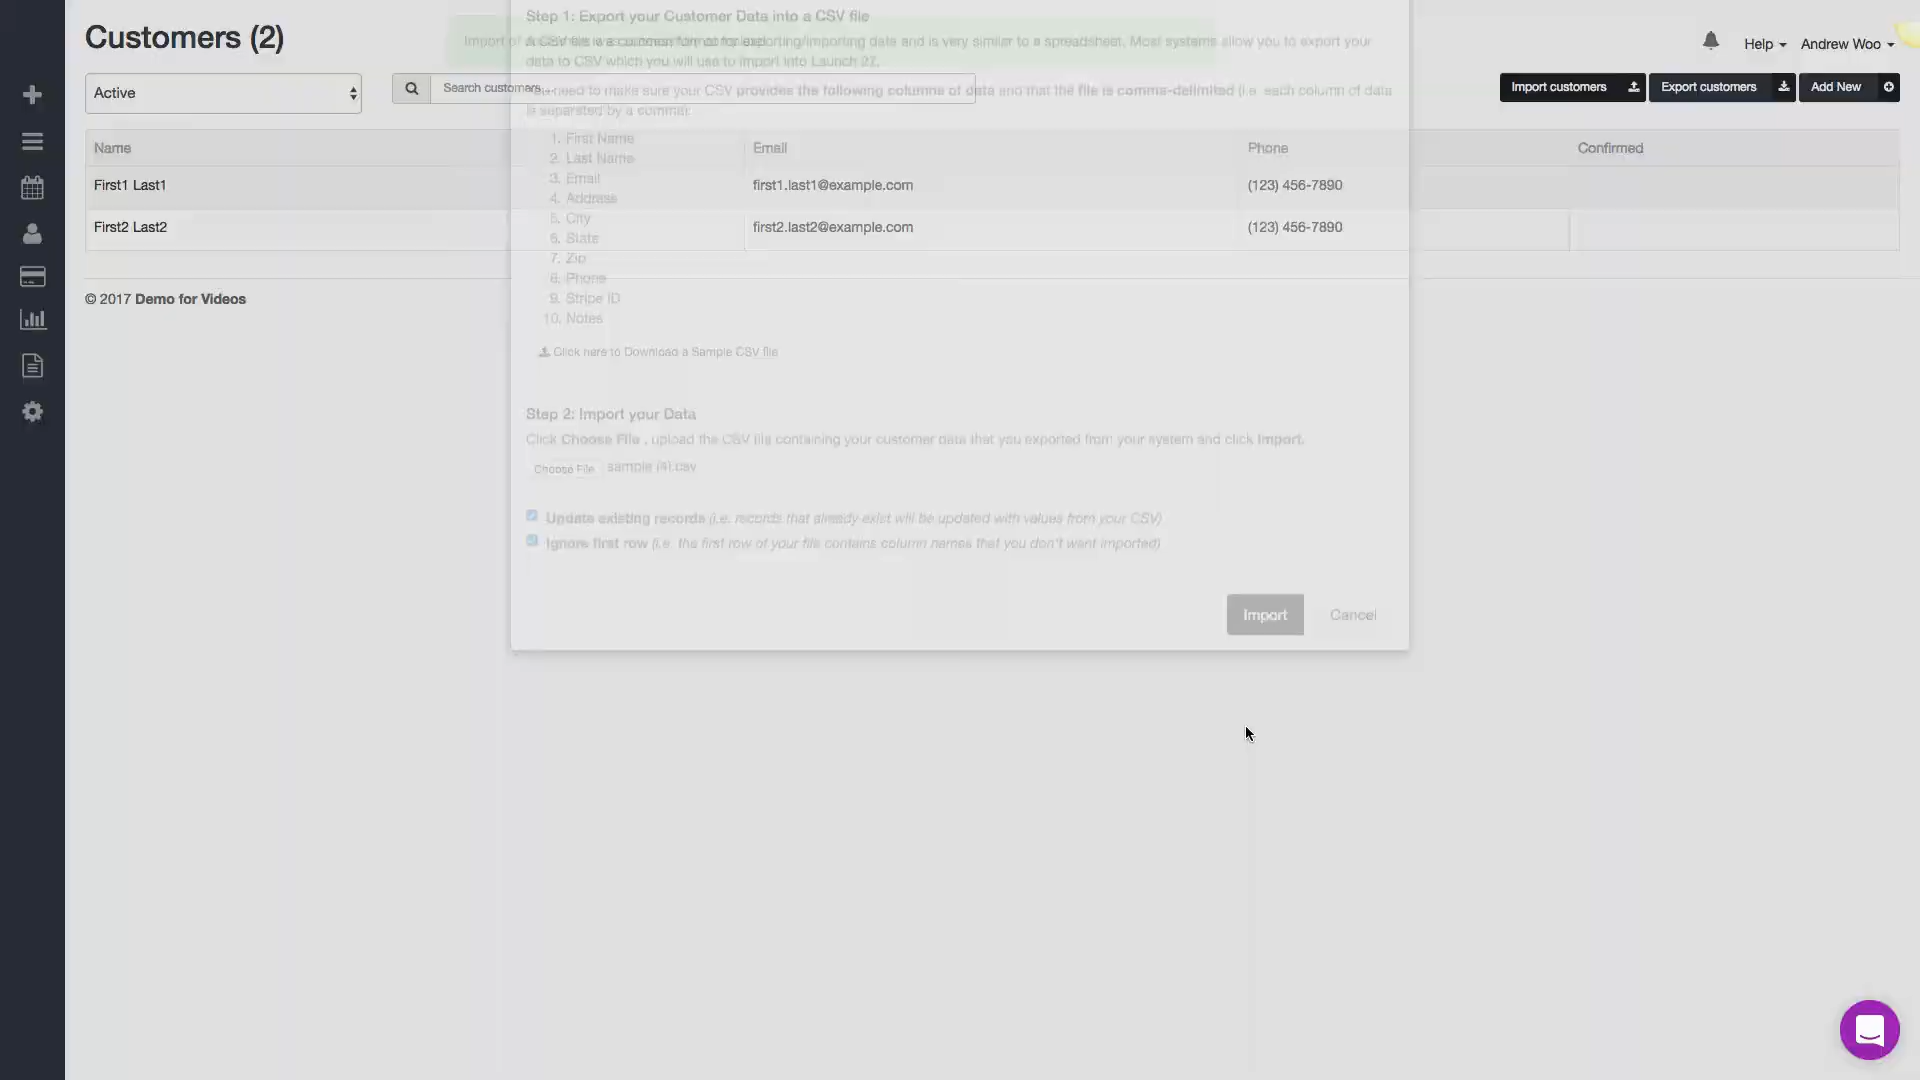 Customers (2)
Help
Andrew Woo
Active
Search customers...
Import customers
Export customers
Add New
Name
Email
Phone
Confirmed
First1 Last1
first1.last1@example.com
(123) 456-7890
First2 Last2
first2.last2@example.com
(123) 456-7890
© 2017 Demo for Videos
Step 1: Export your Customer Data into a CSV file
Import of
A CSV file is a common format for exporting/importing data and is very similar to a spreadsheet. Most systems allow you to export your
data to CSV which you will use to import into Launch 27.
need to make sure your CSV provides the following columns of data and that the file is comma-delimited (i.e. each column of data
is separated by a comma):
1. First Name
2. Last Name
3. Email
4. Address
5. City
6. State
7. Zip
8. Phone
9. Stripe ID
10. Notes
Click here to Download a Sample CSV file
Step 2: Import your Data
Click Choose File , upload the CSV file containing your customer data that you exported from your system and click Import.
Choose File sample (4).csv
Update existing records (i.e. records that already exist will be updated with values from your CSV)
Ignore first row (i.e. the first row of your file contains column names that you don't want imported)
Import
Cancel